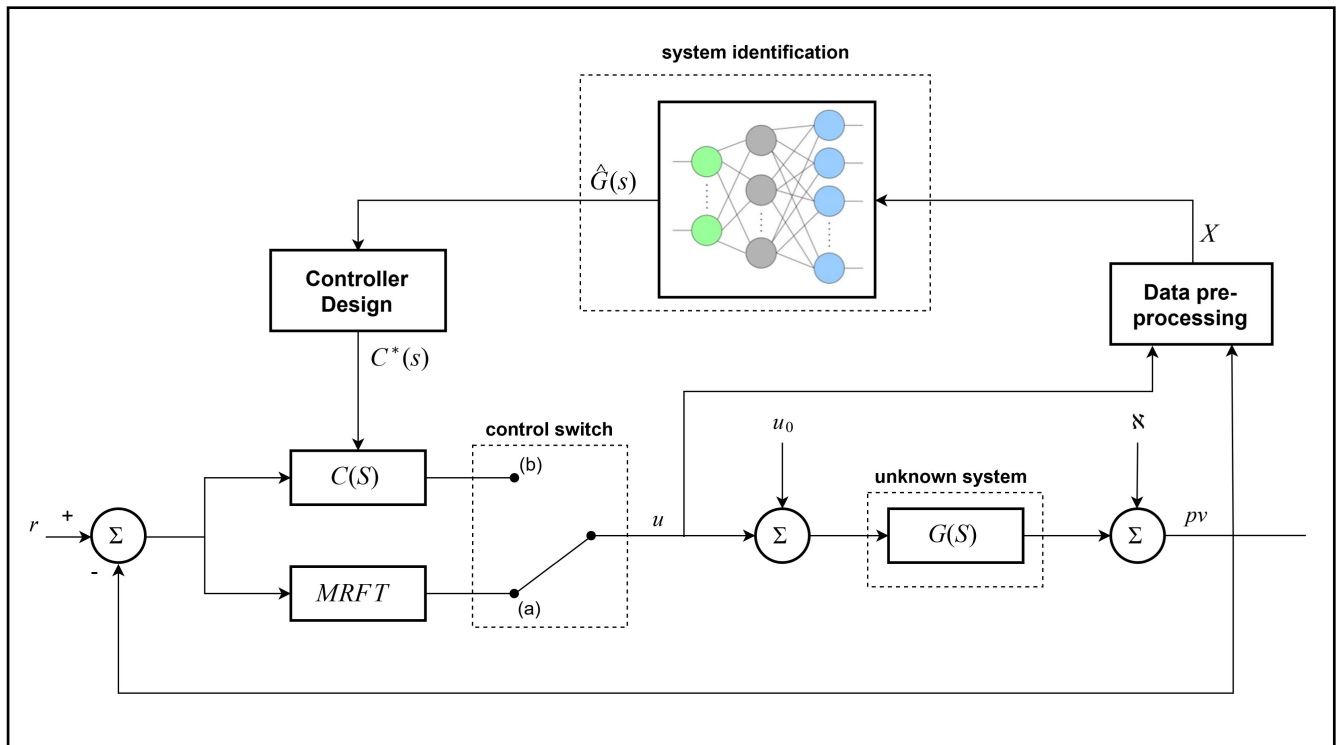 system identification
Ĝ(s)
X
Controller
Design
Data pre-
processing
C*(s)
control switch
u₀
ℵ
(b)
unknown system
C(S)
r
+
Σ
u
Σ
G(S)
Σ
pv
-
MRFT
(a)